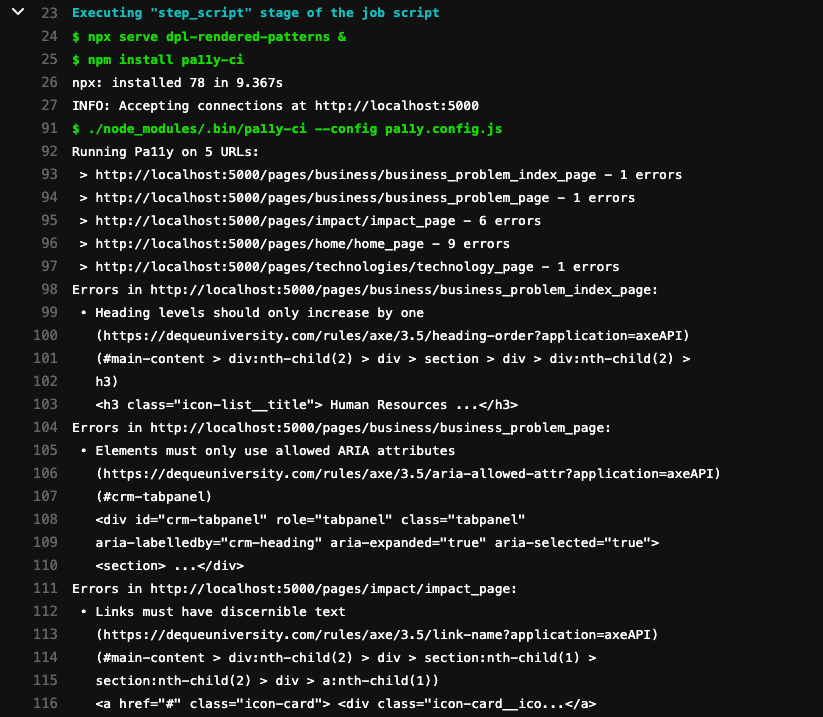 23 Executing "step_script" stage of the job script
24 $ npx serve dpl-rendered-patterns &
25 $ npm install pa11y-ci
26 npx: installed 78 in 9.367s
27 INFO: Accepting connections at http://localhost:5000
91 $ ./node_modules/.bin/pa11y-ci --config pa11y.config.js
92 Running Pa11y on 5 URLs:
93 > http://localhost:5000/pages/business/business_problem_index_page - 1 errors
94 > http://localhost:5000/pages/business/business_problem_page - 1 errors
95 > http://localhost:5000/pages/impact/impact_page - 6 errors
96 > http://localhost:5000/pages/home/home_page - 9 errors
97 > http://localhost:5000/pages/technologies/technology_page - 1 errors
98 Errors in http://localhost:5000/pages/business/business_problem_index_page:
99 • Heading levels should only increase by one
100 (https://dequeuniversity.com/rules/axe/3.5/heading-order?application=axeAPI)
101 (#main-content > div:nth-child(2) > div > section > div > div:nth-child(2) >
102 h3)
103 <h3 class="icon-list__title"> Human Resources ...</h3>
104 Errors in http://localhost:5000/pages/business/business_problem_page:
105 • Elements must only use allowed ARIA attributes
106 (https://dequeuniversity.com/rules/axe/3.5/aria-allowed-attr?application=axeAPI)
107 (#crm-tabpanel)
108 <div id="crm-tabpanel" role="tabpanel" class="tabpanel"
109 aria-labelledby="crm-heading" aria-expanded="true" aria-selected="true">
110 <section> ...</div>
111 Errors in http://localhost:5000/pages/impact/impact_page:
112 • Links must have discernible text
113 (https://dequeuniversity.com/rules/axe/3.5/link-name?application=axeAPI)
114 (#main-content > div:nth-child(2) > div > section:nth-child(1) >
115 section:nth-child(2) > div > a:nth-child(1))
116 <a href="#" class="icon-card"> <div class="icon-card__ico...</a>